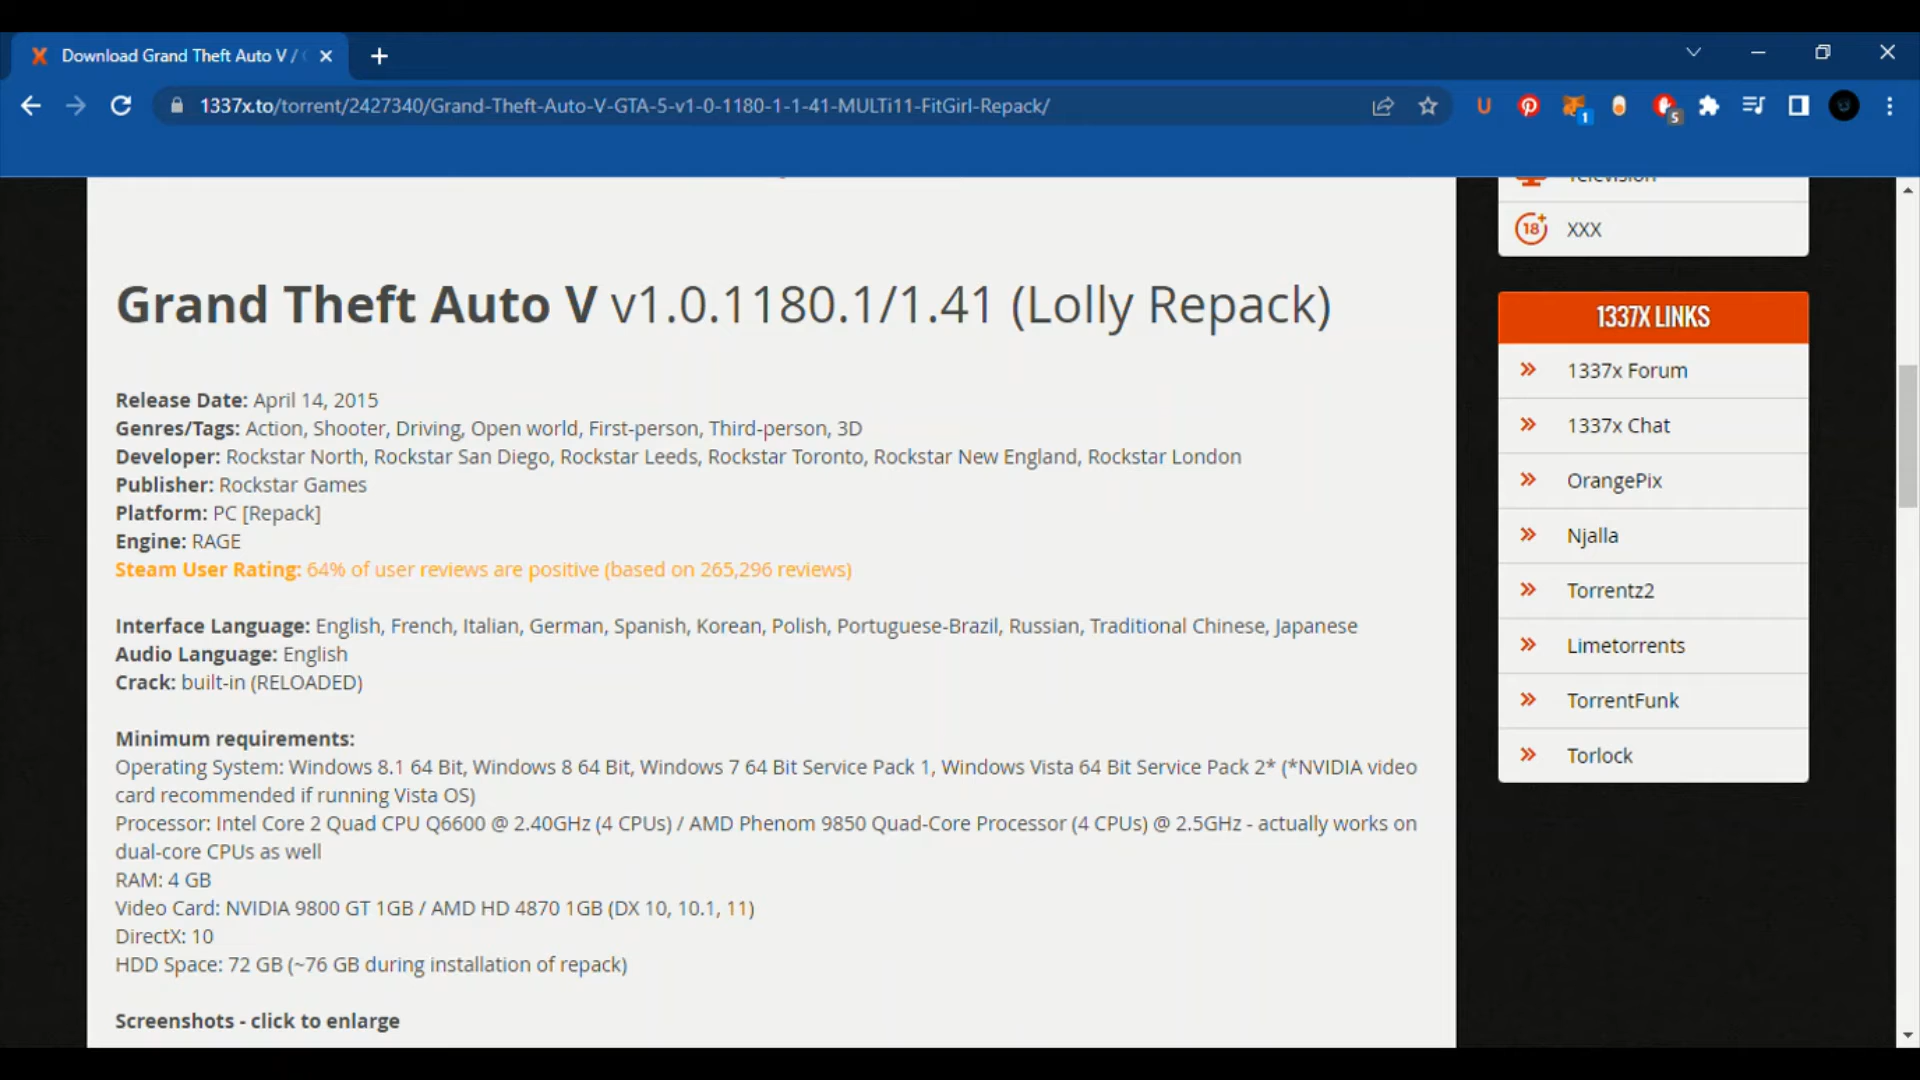 Download Grand Theft Auto V /
1337x.to/torrent/2427340/Grand-Theft-Auto-V-GTA-5-v1-0-1180-1-1-41-MULTi11-FitGirl-Repack/
U
1
5
Television
18+
XXX
Grand Theft Auto V v1.0.1180.1/1.41 (Lolly Repack)
Release Date: April 14, 2015
Genres/Tags: Action, Shooter, Driving, Open world, First-person, Third-person, 3D
Developer: Rockstar North, Rockstar San Diego, Rockstar Leeds, Rockstar Toronto, Rockstar New England, Rockstar London
Publisher: Rockstar Games
Platform: PC [Repack]
Engine: RAGE
Steam User Rating: 64% of user reviews are positive (based on 265,296 reviews)
Interface Language: English, French, Italian, German, Spanish, Korean, Polish, Portuguese-Brazil, Russian, Traditional Chinese, Japanese
Audio Language: English
Crack: built-in (RELOADED)
Minimum requirements:
Operating System: Windows 8.1 64 Bit, Windows 8 64 Bit, Windows 7 64 Bit Service Pack 1, Windows Vista 64 Bit Service Pack 2* (*NVIDIA video
card recommended if running Vista OS)
Processor: Intel Core 2 Quad CPU Q6600 @ 2.40GHz (4 CPUs) / AMD Phenom 9850 Quad-Core Processor (4 CPUs) @ 2.5GHz - actually works on
dual-core CPUs as well
RAM: 4 GB
Video Card: NVIDIA 9800 GT 1GB / AMD HD 4870 1GB (DX 10, 10.1, 11)
DirectX: 10
HDD Space: 72 GB (~76 GB during installation of repack)
Screenshots - click to enlarge
1337X LINKS
1337x Forum
1337x Chat
OrangePix
Njalla
Torrentz2
Limetorrents
TorrentFunk
Torlock